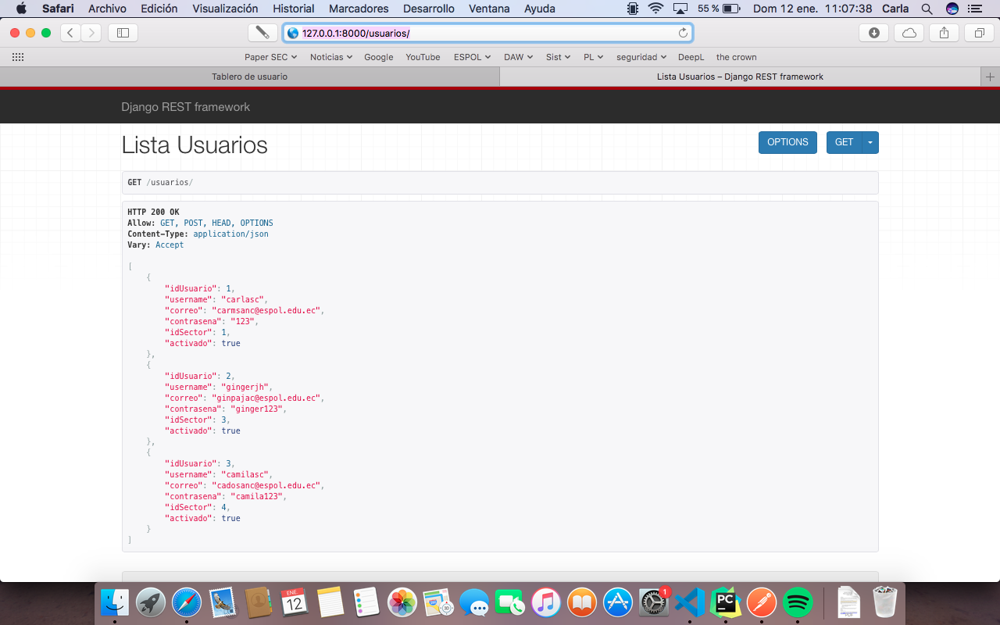 Safari Archivo Edición Visualización Historial Marcadores Desarrollo Ventana Ayuda 55 % Dom 12 ene. 11:07:38 Carla
127.0.0.1:8000/usuarios/
Paper SEC Noticias Google YouTube ESPOL DAW Sist PL seguridad DeepL the crown
Tablero de usuario Lista Usuarios – Django REST framework
Django REST framework
Lista Usuarios OPTIONS GET
GET /usuarios/
HTTP 200 OK
Allow: GET, POST, HEAD, OPTIONS
Content-Type: application/json
Vary: Accept
[
{
"idUsuario": 1,
"username": "carlasc",
"correo": "carmsanc@espol.edu.ec",
"contrasena": "123",
"idSector": 1,
"activado": true
},
{
"idUsuario": 2,
"username": "gingerjh",
"correo": "ginpajac@espol.edu.ec",
"contrasena": "ginger123",
"idSector": 3,
"activado": true
},
{
"idUsuario": 3,
"username": "camilasc",
"correo": "cadosanc@espol.edu.ec",
"contrasena": "camila123",
"idSector": 4,
"activado": true
}
]
ENE
12
1
PC